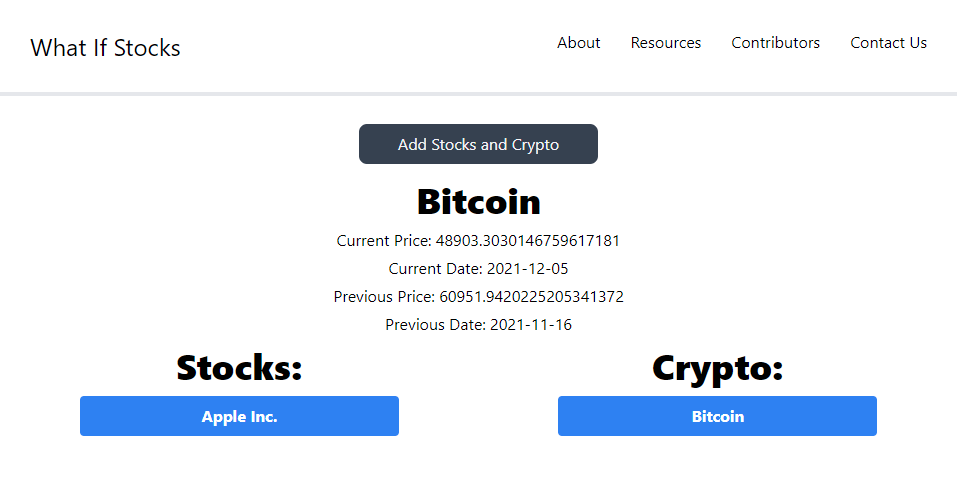 What If Stocks
About Resources Contributors Contact Us
Add Stocks and Crypto
Bitcoin
Current Price: 48903.3030146759617181
Current Date: 2021-12-05
Previous Price: 60951.9420225205341372
Previous Date: 2021-11-16
Stocks: Crypto:
Apple Inc. Bitcoin